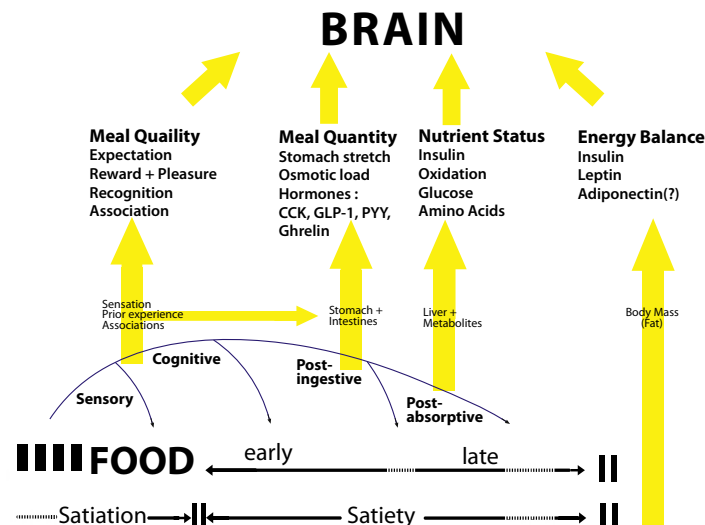 BRAIN
Meal Quaility
Expectation
Reward + Pleasure
Recognition
Association
Meal Quantity
Stomach stretch
Osmotic load
Hormones :
CCK, GLP-1, PYY,
Ghrelin
Nutrient Status
Insulin
Oxidation
Glucose
Amino Acids
Energy Balance
Insulin
Leptin
Adiponectin(?)
Sensation
Prior experience
Associations
Stomach +
Intestines
Liver +
Metabolites
Body Mass
(Fat)
Sensory
Cognitive
Post-
ingestive
Post-
absorptive
FOOD
early
late
Satiation
Satiety